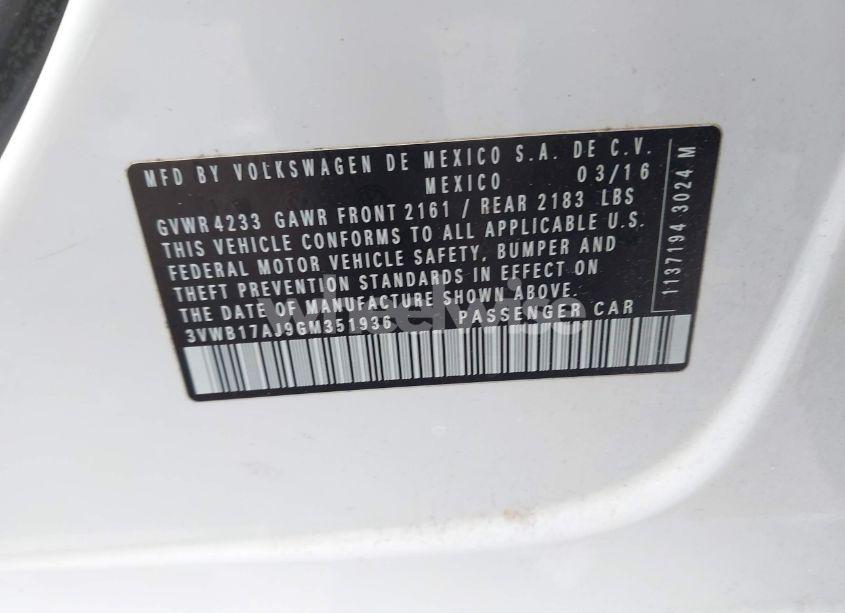 MFD BY VOLKSWAGEN DE MEXICO S.A. DE C.V.
MEXICO 03/16
GVWR 4233 GAWR FRONT 2161 / REAR 2183 LBS
THIS VEHICLE CONFORMS TO ALL APPLICABLE U.S.
FEDERAL MOTOR VEHICLE SAFETY, BUMPER AND
THEFT PREVENTION STANDARDS IN EFFECT ON
THE DATE OF MANUFACTURE SHOWN ABOVE.
3VWB17AJ9GM351936 PASSENGER CAR
1137194 3024 M
wheelwise